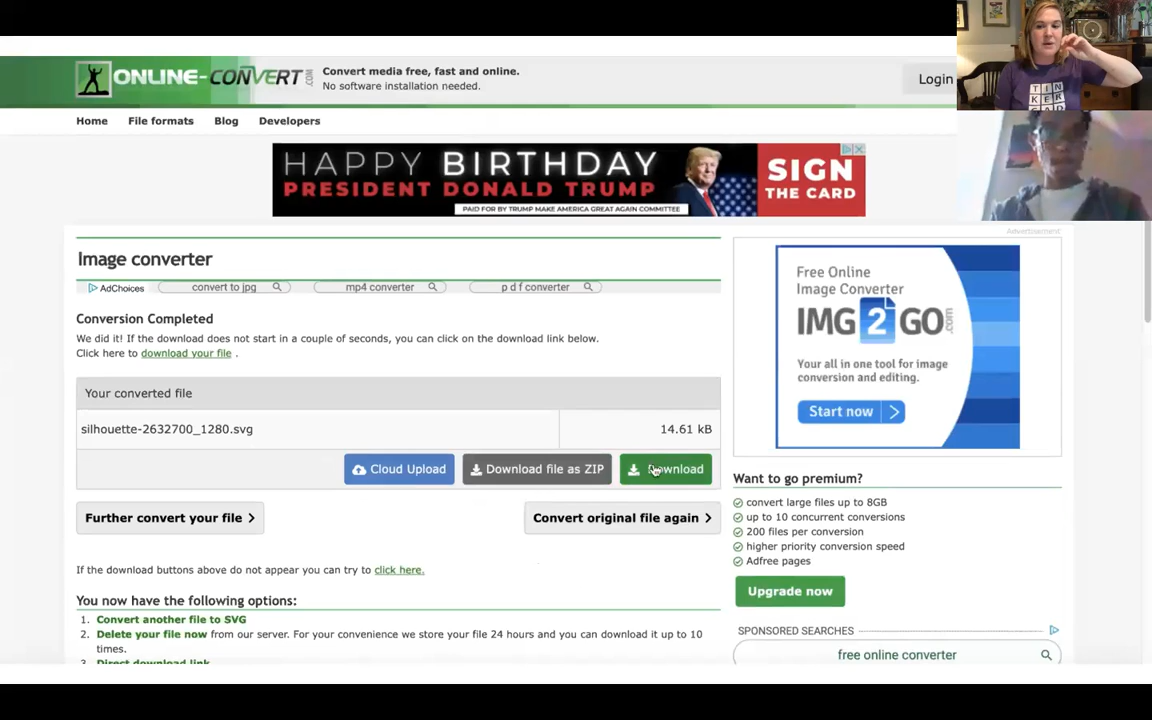 ONLINE-CONVERT.COM
Convert media free, fast and online.
No software installation needed.
Login
Home
File formats
Blog
Developers
HAPPY BIRTHDAY
PRESIDENT DONALD TRUMP
PAID FOR BY TRUMP MAKE AMERICA GREAT AGAIN COMMITTEE
SIGN
THE CARD
TIN
KER
CAD
Advertisement
Image converter
AdChoices
convert to jpg
mp4 converter
p d f converter
Conversion Completed
We did it! If the download does not start in a couple of seconds, you can click on the download link below.
Click here to download your file .
Your converted file
silhouette-2632700_1280.svg
14.61 kB
Cloud Upload
Download file as ZIP
Download
Further convert your file
Convert original file again
If the download buttons above do not appear you can try to click here.
You now have the following options:
1. Convert another file to SVG
2. Delete your file now from our server. For your convenience we store your file 24 hours and you can download it up to 10
times.
3. Direct download link
Free Online
Image Converter
IMG2GO.com
Your all in one tool for image
conversion and editing.
Start now
Want to go premium?
convert large files up to 8GB
up to 10 concurrent conversions
200 files per conversion
higher priority conversion speed
Adfree pages
Upgrade now
SPONSORED SEARCHES
free online converter